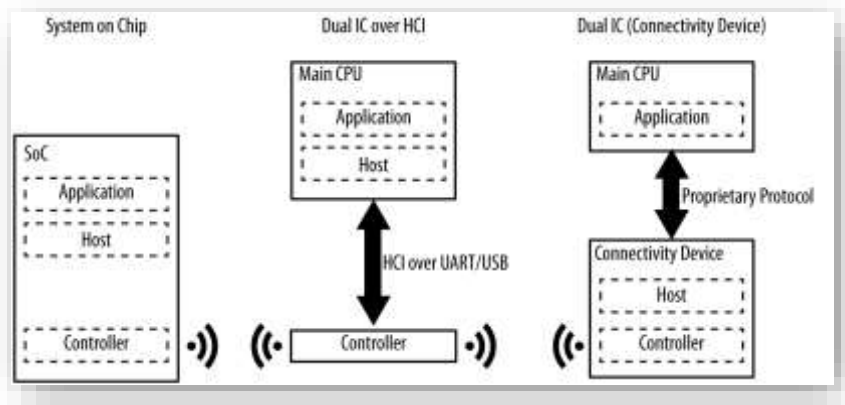 System on Chip
SoC
Application
Host
Controller
Dual IC over HCI
Main CPU
Application
Host
HCI over UART/USB
Controller
Dual IC (Connectivity Device)
Main CPU
Application
Proprietary Protocol
Connectivity Device
Host
Controller